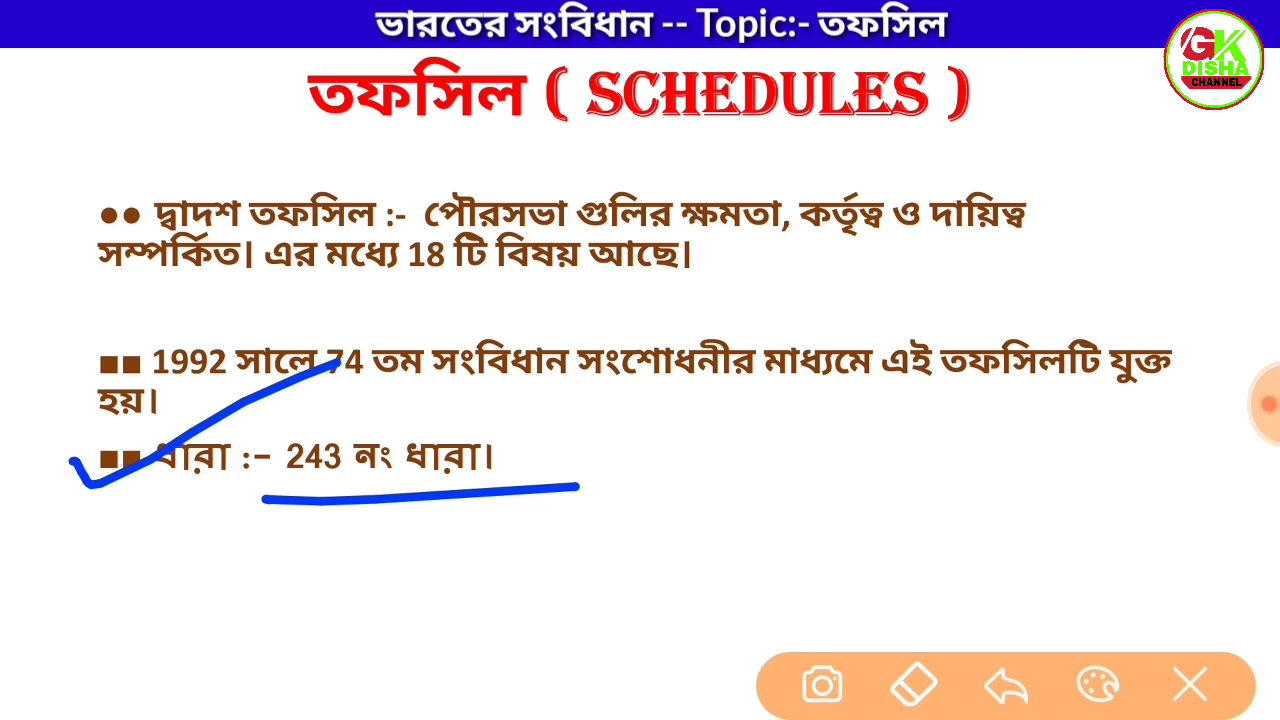 ভারতের সংবিধান -- Topic:- তফসিল
GK
DISHA
CHANNEL
তফসিল ( SCHEDULES )
●● দ্বাদশ তফসিল :- পৌরসভা গুলির ক্ষমতা, কর্তৃত্ব ও দায়িত্ব
সম্পর্কিত। এর মধ্যে 18 টি বিষয় আছে।
■■ 1992 সালে 74 তম সংবিধান সংশোধনীর মাধ্যমে এই তফসিলটি যুক্ত
হয়।
■■ ধারা :– 243 নং ধারা।